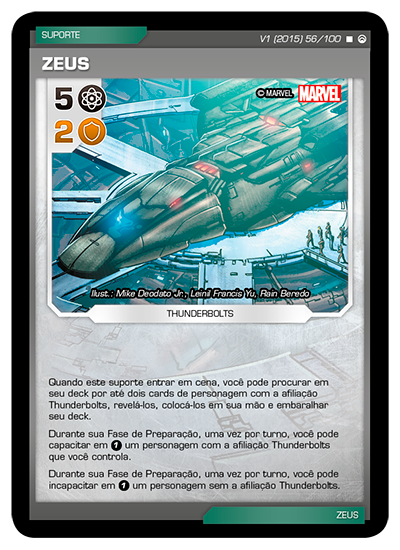 SUPORTE
V1 (2015) 56/100
ZEUS
5
2
© MARVEL MARVEL
Ilust.: Mike Deodato Jr., Leinil Francis Yu, Rain Beredo
THUNDERBOLTS
Quando este suporte entrar em cena, você pode procurar em
seu deck por até dois cards de personagem com a afiliação
Thunderbolts, revelá-los, colocá-los em sua mão e embaralhar
seu deck.
Durante sua Fase de Preparação, uma vez por turno, você pode
capacitar em 1 um personagem com a afiliação Thunderbolts
que você controla.
Durante sua Fase de Preparação, uma vez por turno, você pode
incapacitar em 1 um personagem sem a afiliação Thunderbolts.
ZEUS